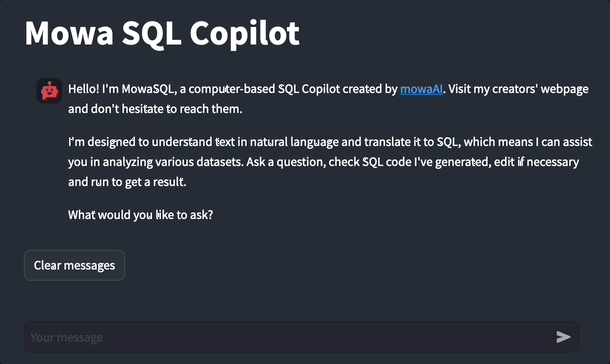 Mowa SQL Copilot
Hello! I'm MowaSQL, a computer-based SQL Copilot created by mowaAI. Visit my creators' webpage
and don't hesitate to reach them.
I'm designed to understand text in natural language and translate it to SQL, which means I can assist
you in analyzing various datasets. Ask a question, check SQL code I've generated, edit if necessary
and run to get a result.
What would you like to ask?
Clear messages
Your message